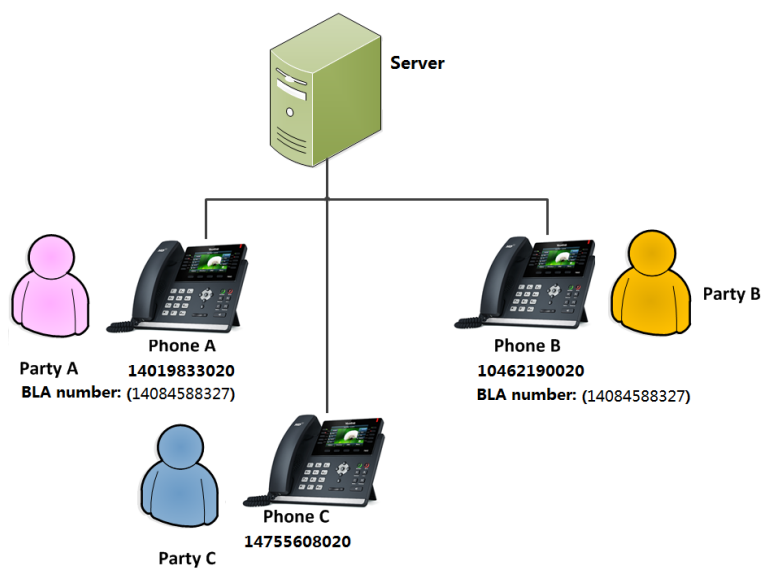 Server
Party A
Phone A
14019833020
BLA number: (14084588327)
Phone B
10462190020
BLA number: (14084588327)
Party B
Phone C
14755608020
Party C